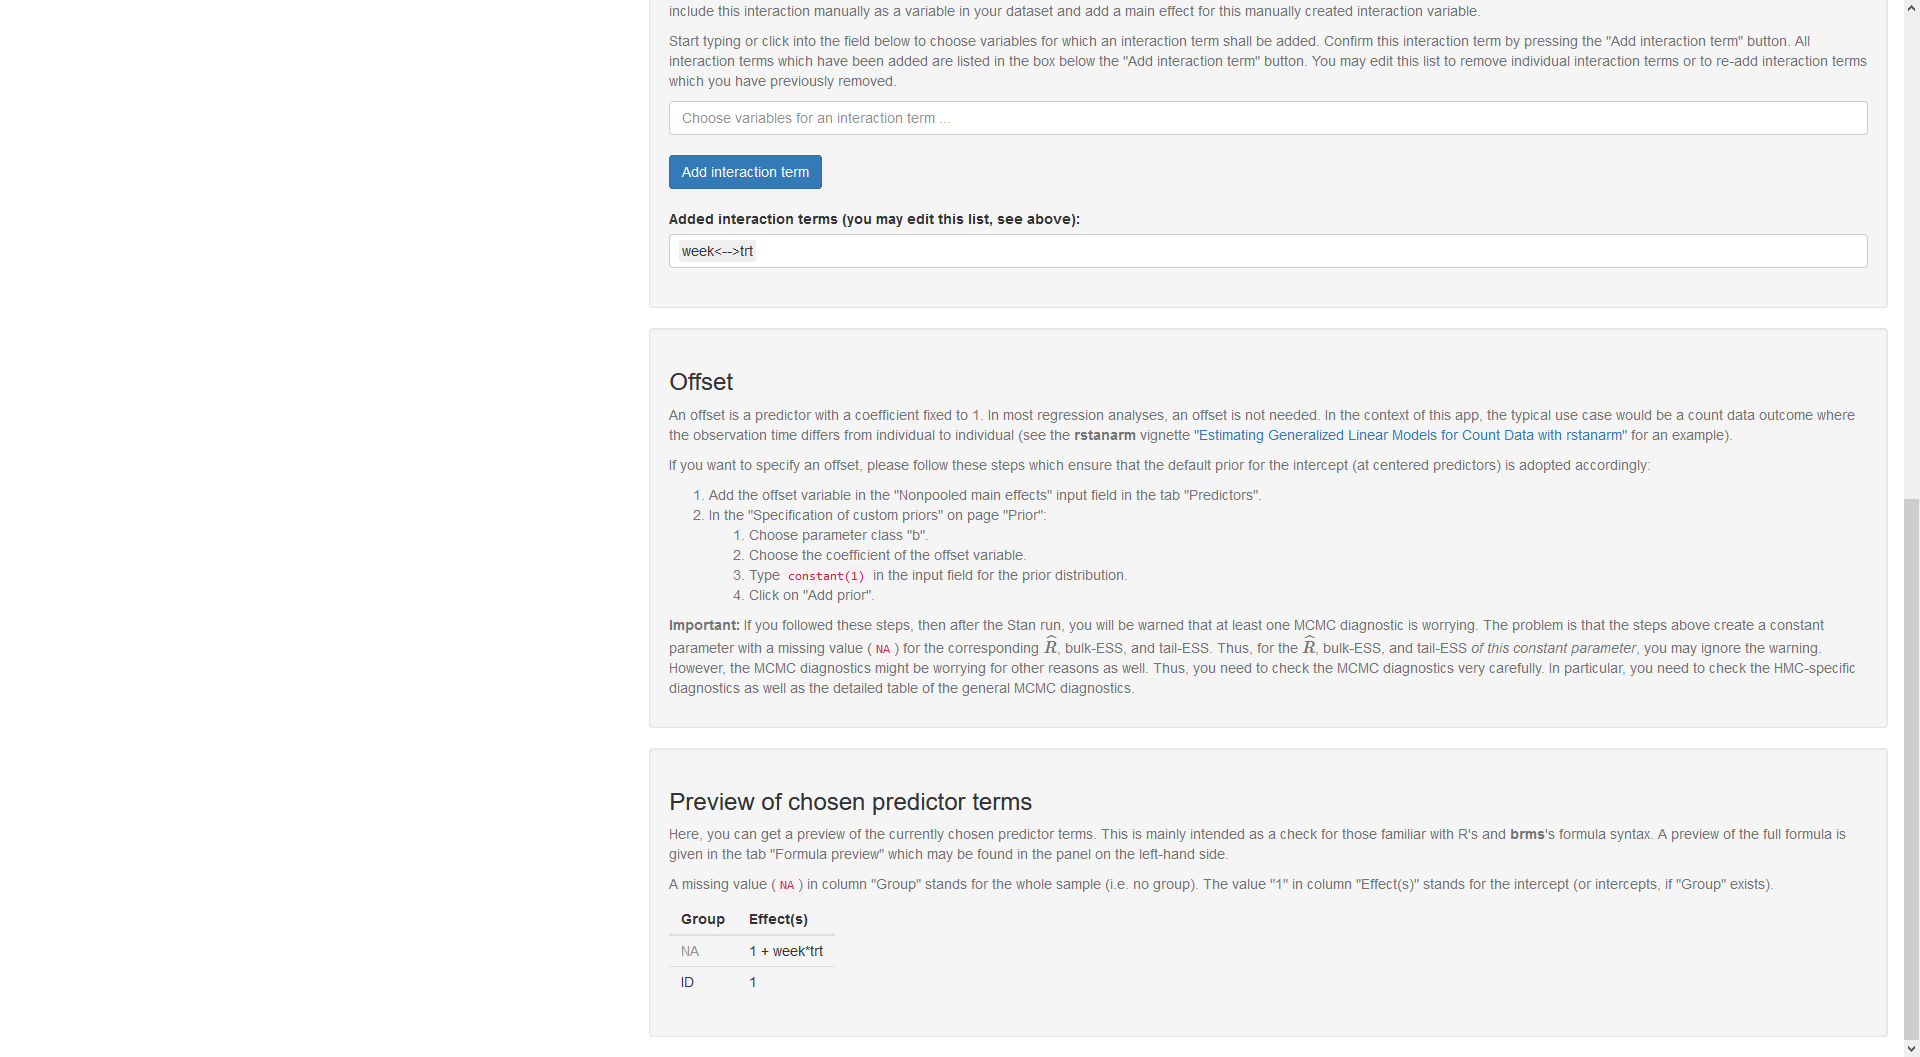 include this interaction manually as a variable in your dataset and add a main effect for this manually created interaction variable.
Start typing or click into the field below to choose variables for which an interaction term shall be added. Confirm this interaction term by pressing the "Add interaction term" button. All
interaction terms which have been added are listed in the box below the "Add interaction term" button. You may edit this list to remove individual interaction terms or to re-add interaction terms
which you have previously removed.
Choose variables for an interaction term ...
Add interaction term
Added interaction terms (you may edit this list, see above):
week<-->trt
Offset
An offset is a predictor with a coefficient fixed to 1. In most regression analyses, an offset is not needed. In the context of this app, the typical use case would be a count data outcome where
the observation time differs from individual to individual (see the rstanarm vignette "Estimating Generalized Linear Models for Count Data with rstanarm" for an example).
If you want to specify an offset, please follow these steps which ensure that the default prior for the intercept (at centered predictors) is adopted accordingly:
1. Add the offset variable in the "Nonpooled main effects" input field in the tab "Predictors".
2. In the "Specification of custom priors" on page "Prior":
1. Choose parameter class "b".
2. Choose the coefficient of the offset variable.
3. Type constant(1) in the input field for the prior distribution.
4. Click on "Add prior".
Important: If you followed these steps, then after the Stan run, you will be warned that at least one MCMC diagnostic is worrying. The problem is that the steps above create a constant
parameter with a missing value ( NA ) for the corresponding R̂, bulk-ESS, and tail-ESS. Thus, for the R̂, bulk-ESS, and tail-ESS of this constant parameter, you may ignore the warning.
However, the MCMC diagnostics might be worrying for other reasons as well. Thus, you need to check the MCMC diagnostics very carefully. In particular, you need to check the HMC-specific
diagnostics as well as the detailed table of the general MCMC diagnostics.
Preview of chosen predictor terms
Here, you can get a preview of the currently chosen predictor terms. This is mainly intended as a check for those familiar with R's and brms's formula syntax. A preview of the full formula is
given in the tab "Formula preview" which may be found in the panel on the left-hand side.
A missing value ( NA ) in column "Group" stands for the whole sample (i.e. no group). The value "1" in column "Effect(s)" stands for the intercept (or intercepts, if "Group" exists).
Group Effect(s)
NA 1 + week*trt
ID 1